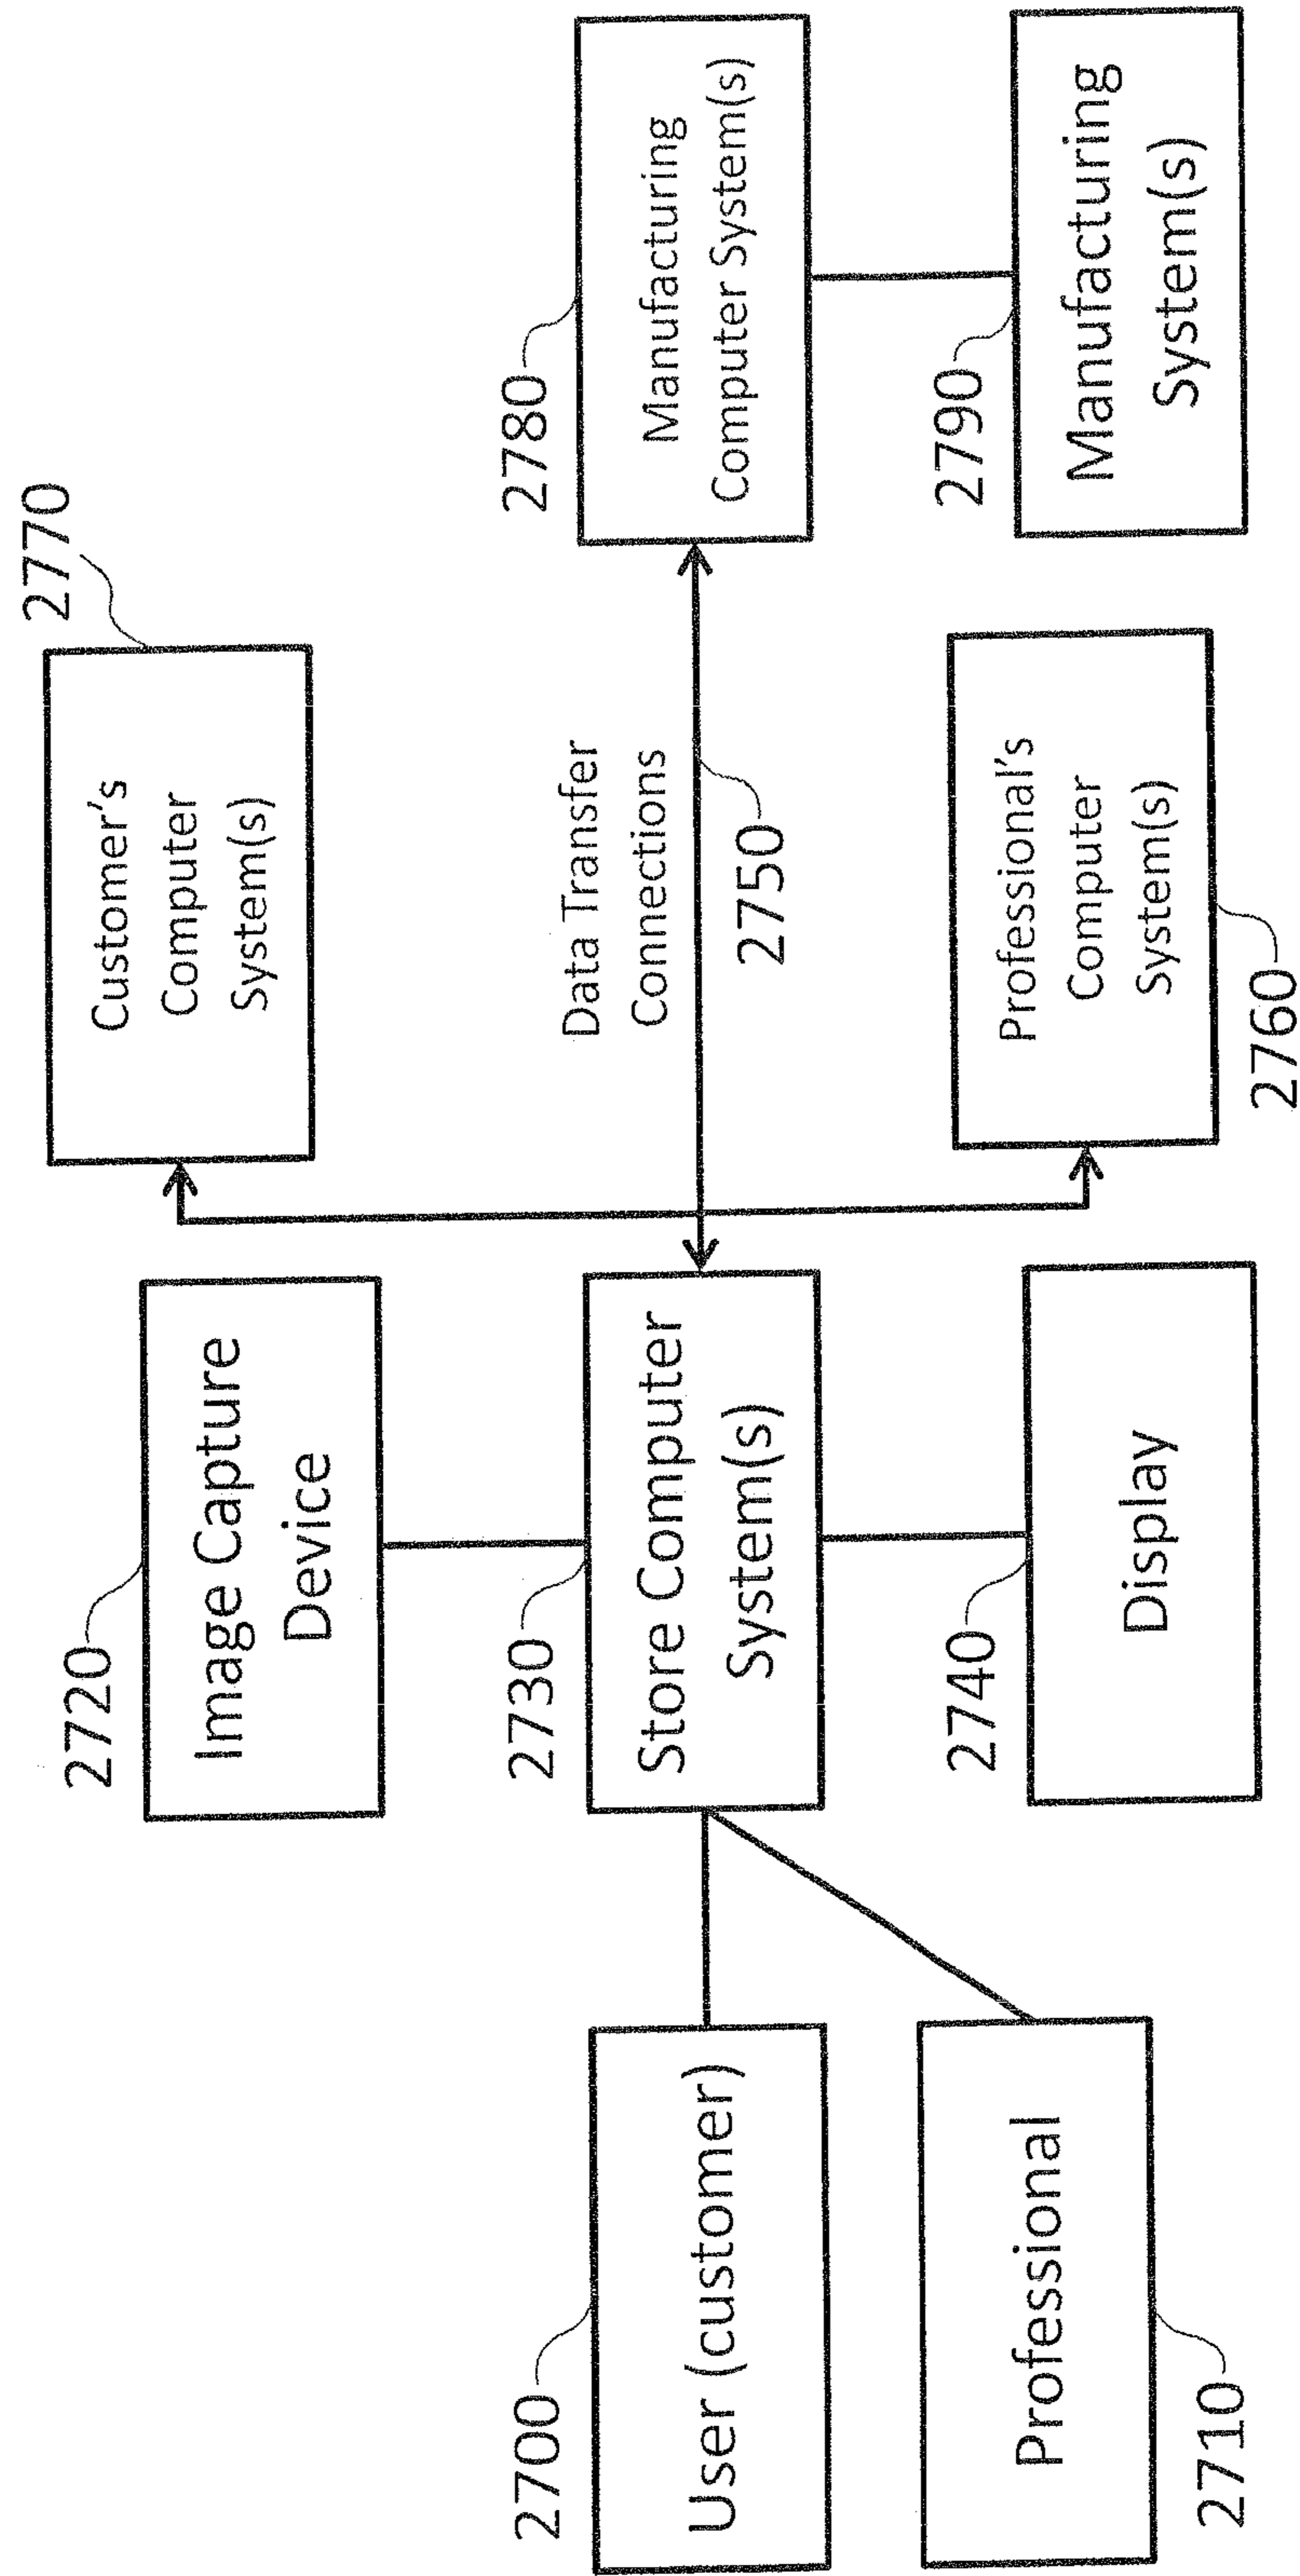 2720
Image Capture
Device
2770
Customer's
Computer
System(s)
2700
User (customer)
2730
Store Computer
System(s)
Data Transfer
Connections
2750
2780
Manufacturing
Computer System(s)
Professional
2710
2740
Display
Professional's
Computer
System(s)
2760
2790
Manufacturing
System(s)